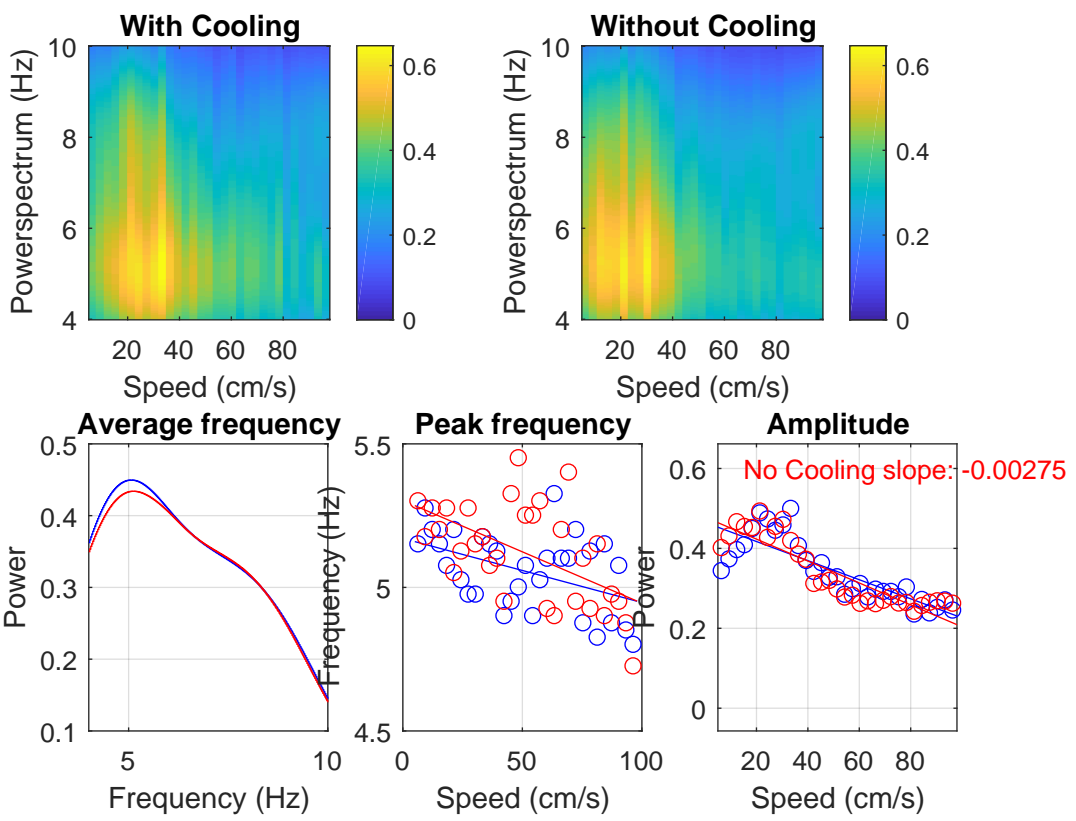 With Cooling
Powerspectrum (Hz)
10
8
6
4
20 40 60 80
Speed (cm/s)
0.6
0.4
0.2
0
Without Cooling
Powerspectrum (Hz)
10
8
6
4
20 40 60 80
Speed (cm/s)
0.6
0.4
0.2
0
Average frequency
Power
0.5
0.4
0.3
0.2
0.1
5 10
Frequency (Hz)
Peak frequency
Frequency (Hz)
5.5
5
4.5
0 50 100
Speed (cm/s)
Amplitude
No Cooling slope: -0.00275
Power
0.6
0.4
0.2
0
20 40 60 80
Speed (cm/s)